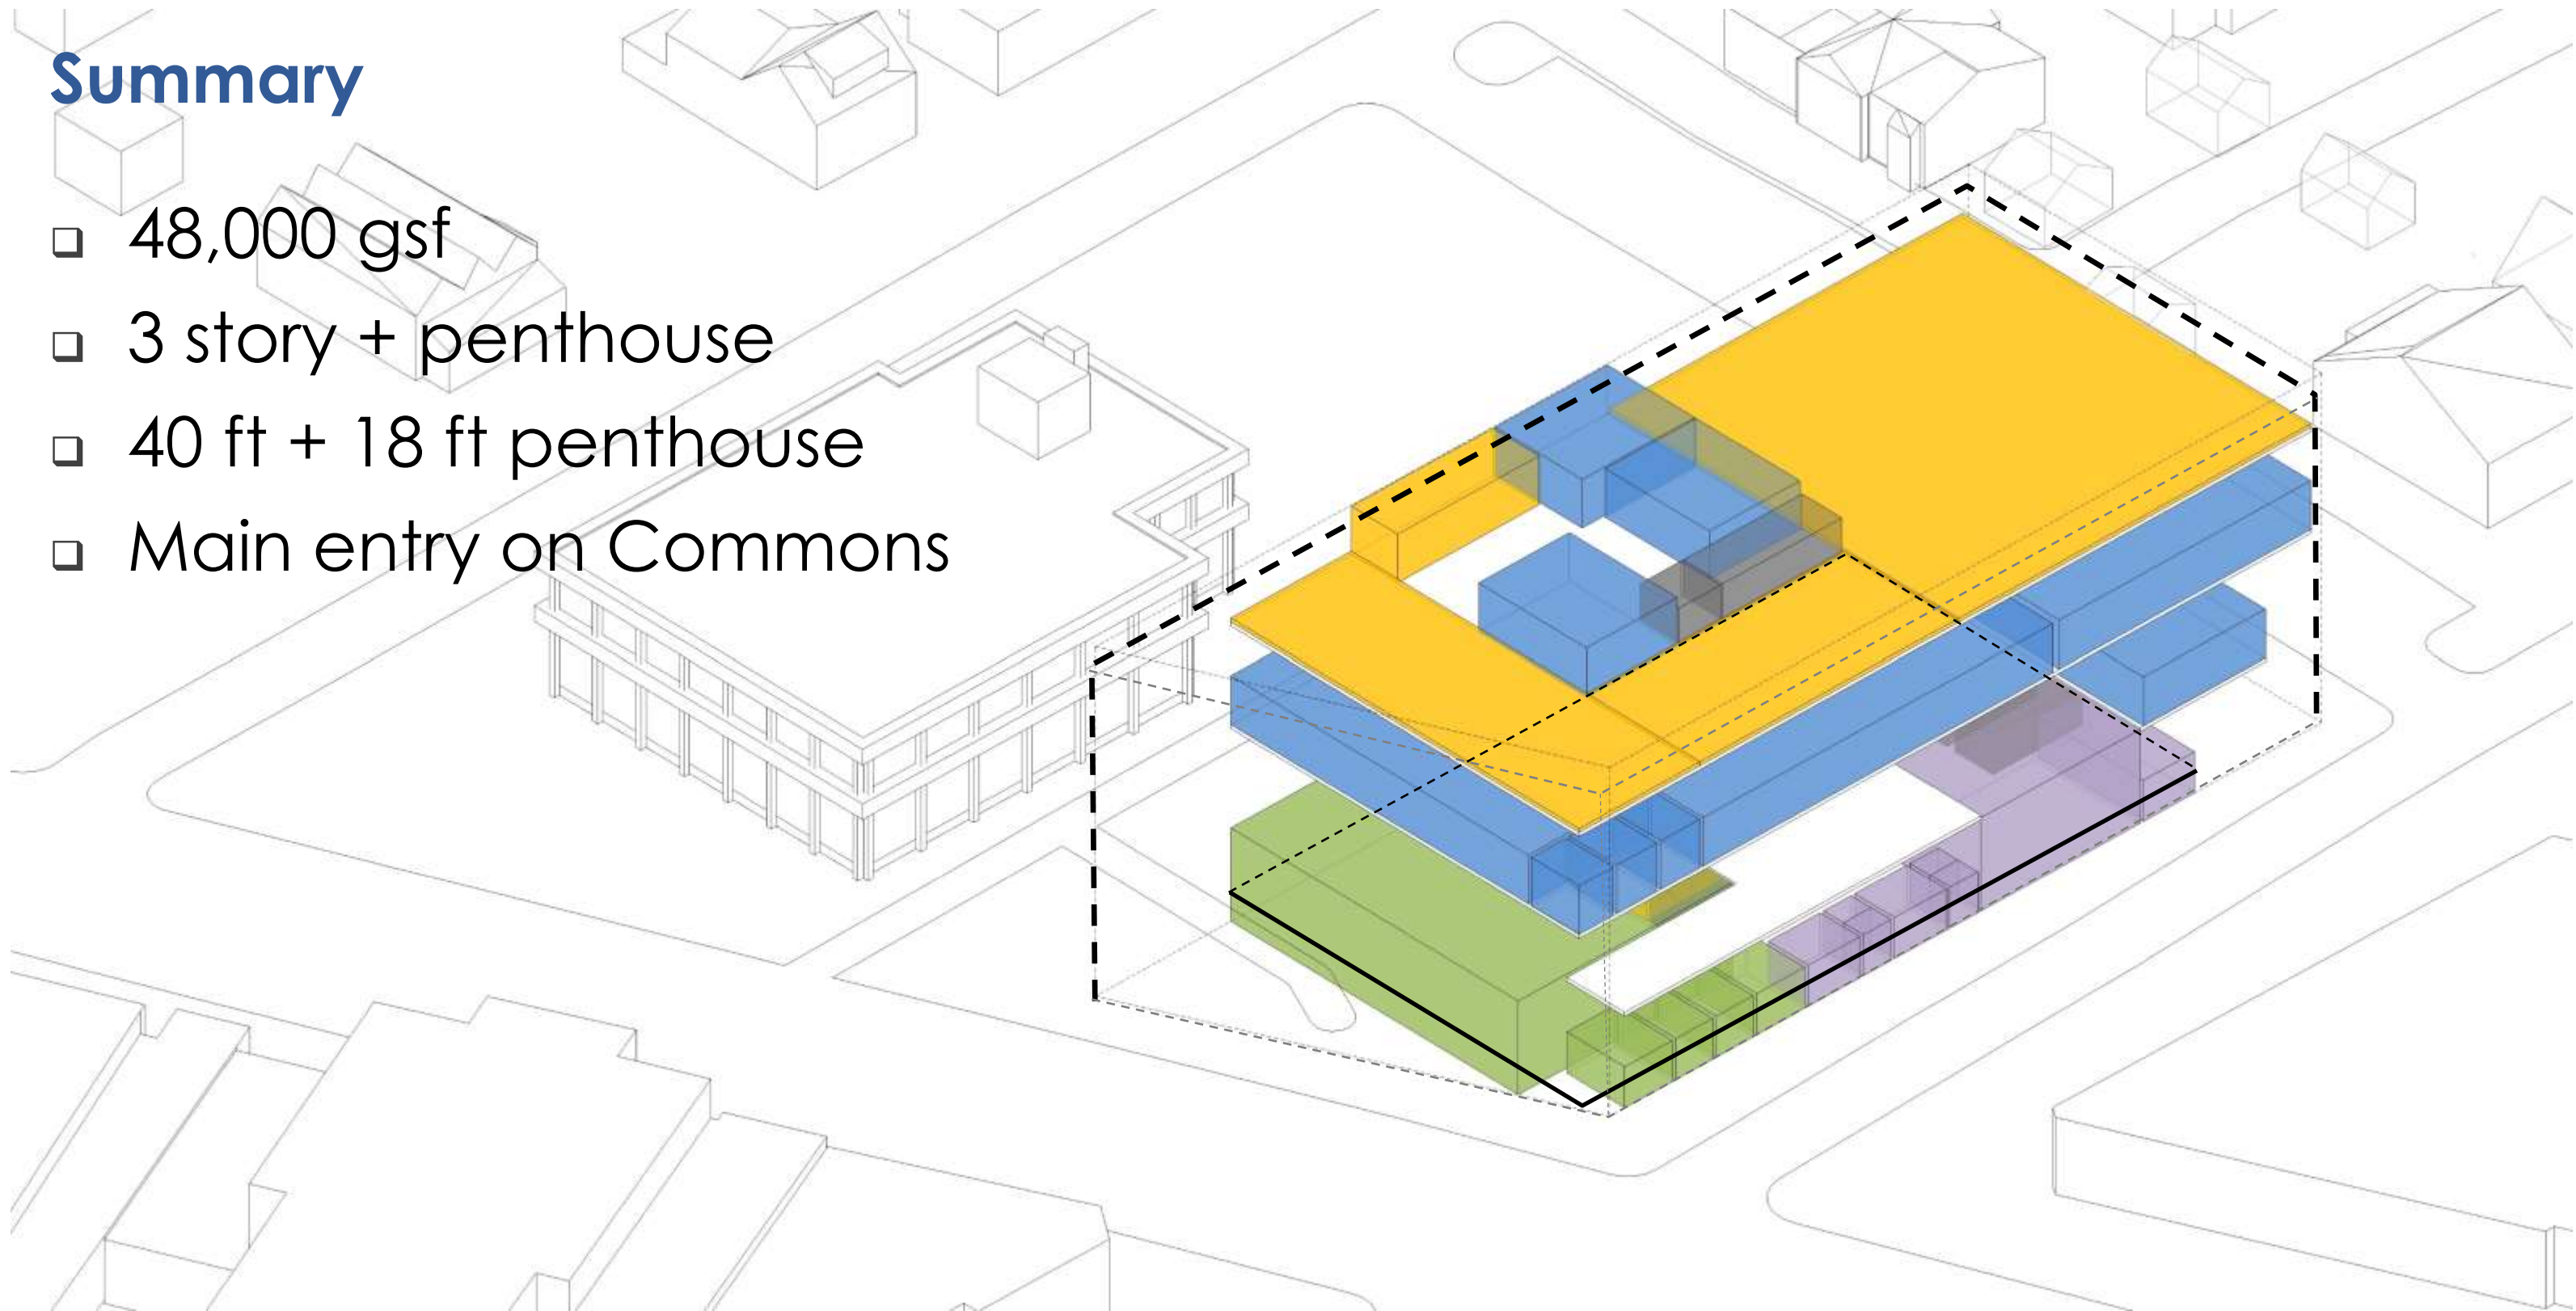 Summary
48,000 gsf
3 story + penthouse
40 ft + 18 ft penthouse
Main entry on Commons